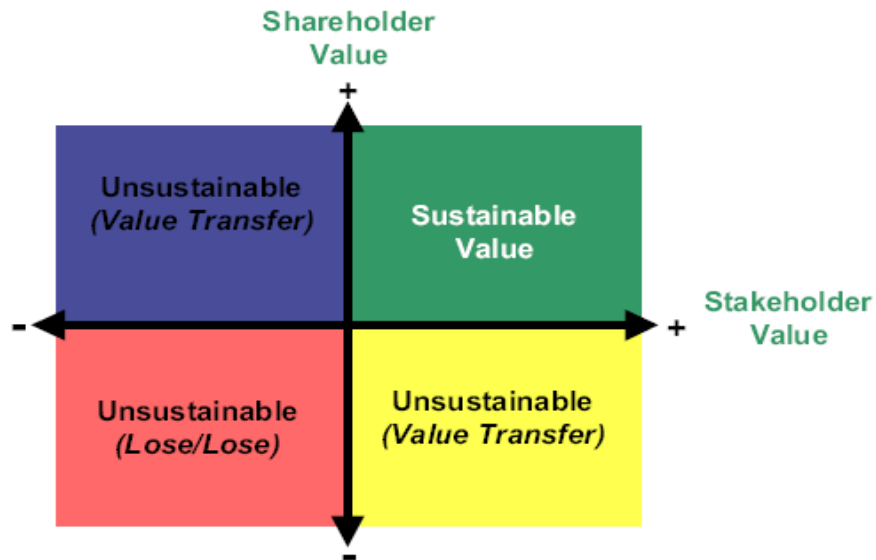 Shareholder
Value
+
Unsustainable
(Value Transfer)
Sustainable
Value
-
+
Stakeholder
Value
Unsustainable
(Lose/Lose)
Unsustainable
(Value Transfer)
-